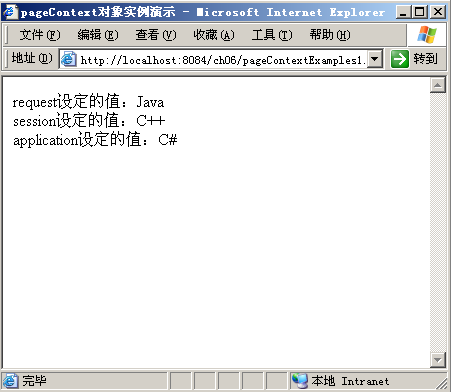 pageContext对象实例演示 - Microsoft Internet Explorer
文件(F) 编辑(E) 查看(V) 收藏(A) 工具(T) 帮助(H)
地址(D) http://localhost:8084/ch06/pageContextExamples1. 转到
request设定的值：Java
session设定的值：C++
application设定的值：C#
完毕 本地 Intranet